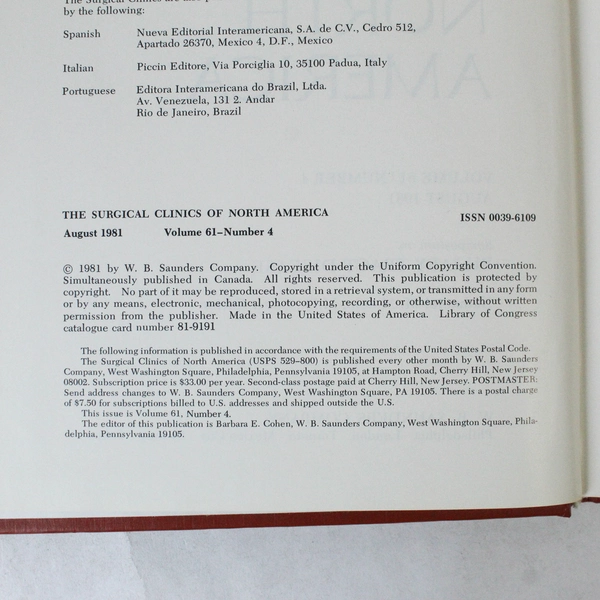 The Surgical Clinics are also
by the following:
Spanish Nueva Editorial Interamericana, S.A. de C.V., Cedro 512,
Apartado 26370, Mexico 4, D.F., Mexico
Italian Piccin Editore, Via Porciglia 10, 35100 Padua, Italy
Portuguese Editora Interamericana do Brazil, Ltda.
Av. Venezuela, 131 2. Andar
Rio de Janeiro, Brazil
THE SURGICAL CLINICS OF NORTH AMERICA ISSN 0039-6109
August 1981 Volume 61–Number 4
© 1981 by W. B. Saunders Company. Copyright under the Uniform Copyright Convention.
Simultaneously published in Canada. All rights reserved. This publication is protected by
copyright. No part of it may be reproduced, stored in a retrieval system, or transmitted in any form
or by any means, electronic, mechanical, photocopying, recording, or otherwise, without written
permission from the publisher. Made in the United States of America. Library of Congress
catalogue card number 81-9191
The following information is published in accordance with the requirements of the United States Postal Code.
The Surgical Clinics of North America (USPS 529–800) is published every other month by W. B. Saunders
Company, West Washington Square, Philadelphia, Pennsylvania 19105, at Hampton Road, Cherry Hill, New Jersey
08002. Subscription price is $33.00 per year. Second-class postage paid at Cherry Hill, New Jersey. POSTMASTER:
Send address changes to W. B. Saunders Company, West Washington Square, PA 19105. There is a postal charge
of $7.50 for subscriptions billed to U.S. addresses and shipped outside the U.S.
This issue is Volume 61, Number 4.
The editor of this publication is Barbara E. Cohen, W. B. Saunders Company, West Washington Square, Phila-
delphia, Pennsylvania 19105.